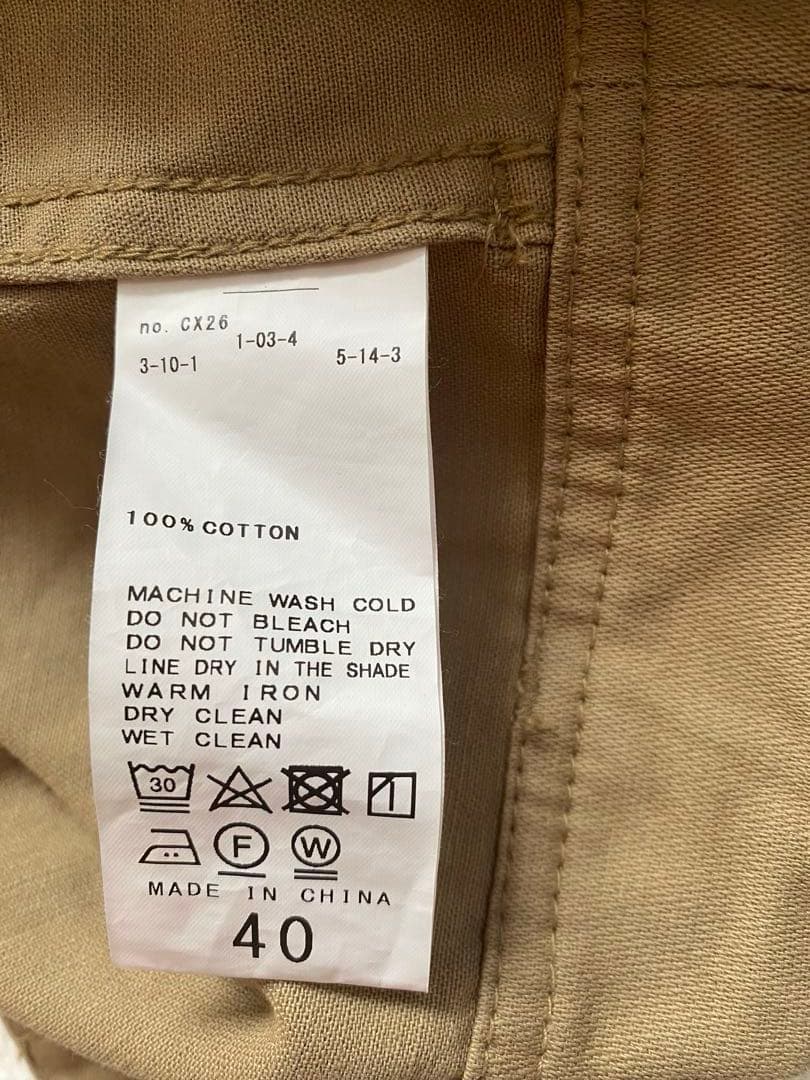 no. CX26
1-03-4
3-10-1
5-14-3
100% COTTON
MACHINE WASH COLD
DO NOT BLEACH
DO NOT TUMBLE DRY
LINE DRY IN THE SHADE
WARM IRON
DRY CLEAN
WET CLEAN
30
F W
MADE IN CHINA
40